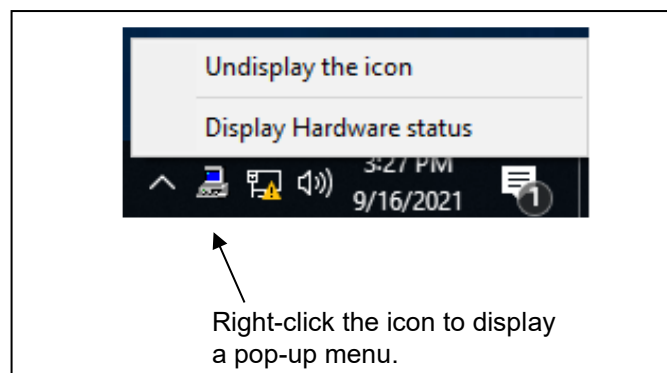 Undisplay the icon
Display Hardware status
3:27 PM
9/16/2021
1
Right-click the icon to display
a pop-up menu.